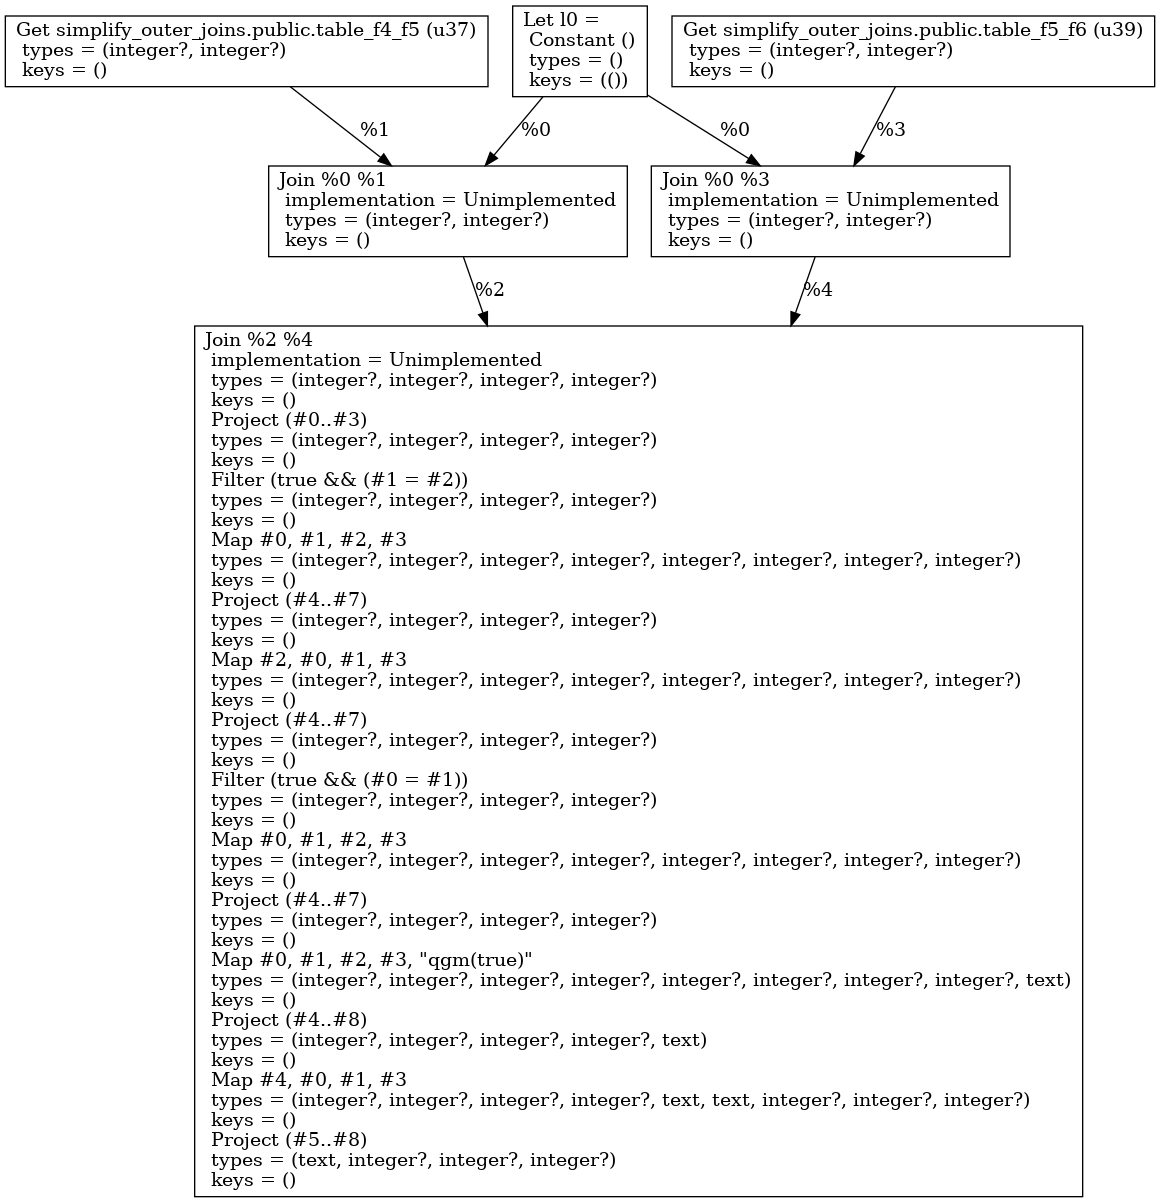 Get simplify_outer_joins.public.table_f4_f5 (u37)
types = (integer?, integer?)
keys = ()
Let l0 =
Constant ()
types = ()
keys = (())
Get simplify_outer_joins.public.table_f5_f6 (u39)
types = (integer?, integer?)
keys = ()
%1
%0
%0
%3
Join %0 %1
implementation = Unimplemented
types = (integer?, integer?)
keys = ()
Join %0 %3
implementation = Unimplemented
types = (integer?, integer?)
keys = ()
%2
%4
Join %2 %4
implementation = Unimplemented
types = (integer?, integer?, integer?, integer?)
keys = ()
Project (#0..#3)
types = (integer?, integer?, integer?, integer?)
keys = ()
Filter (true && (#1 = #2))
types = (integer?, integer?, integer?, integer?)
keys = ()
Map #0, #1, #2, #3
types = (integer?, integer?, integer?, integer?, integer?, integer?, integer?, integer?)
keys = ()
Project (#4..#7)
types = (integer?, integer?, integer?, integer?)
keys = ()
Map #2, #0, #1, #3
types = (integer?, integer?, integer?, integer?, integer?, integer?, integer?, integer?)
keys = ()
Project (#4..#7)
types = (integer?, integer?, integer?, integer?)
keys = ()
Filter (true && (#0 = #1))
types = (integer?, integer?, integer?, integer?)
keys = ()
Map #0, #1, #2, #3
types = (integer?, integer?, integer?, integer?, integer?, integer?, integer?, integer?)
keys = ()
Project (#4..#7)
types = (integer?, integer?, integer?, integer?)
keys = ()
Map #0, #1, #2, #3, "qgm(true)"
types = (integer?, integer?, integer?, integer?, integer?, integer?, integer?, integer?, text)
keys = ()
Project (#4..#8)
types = (integer?, integer?, integer?, integer?, text)
keys = ()
Map #4, #0, #1, #3
types = (integer?, integer?, integer?, integer?, text, text, integer?, integer?, integer?)
keys = ()
Project (#5..#8)
types = (text, integer?, integer?, integer?)
keys = ()